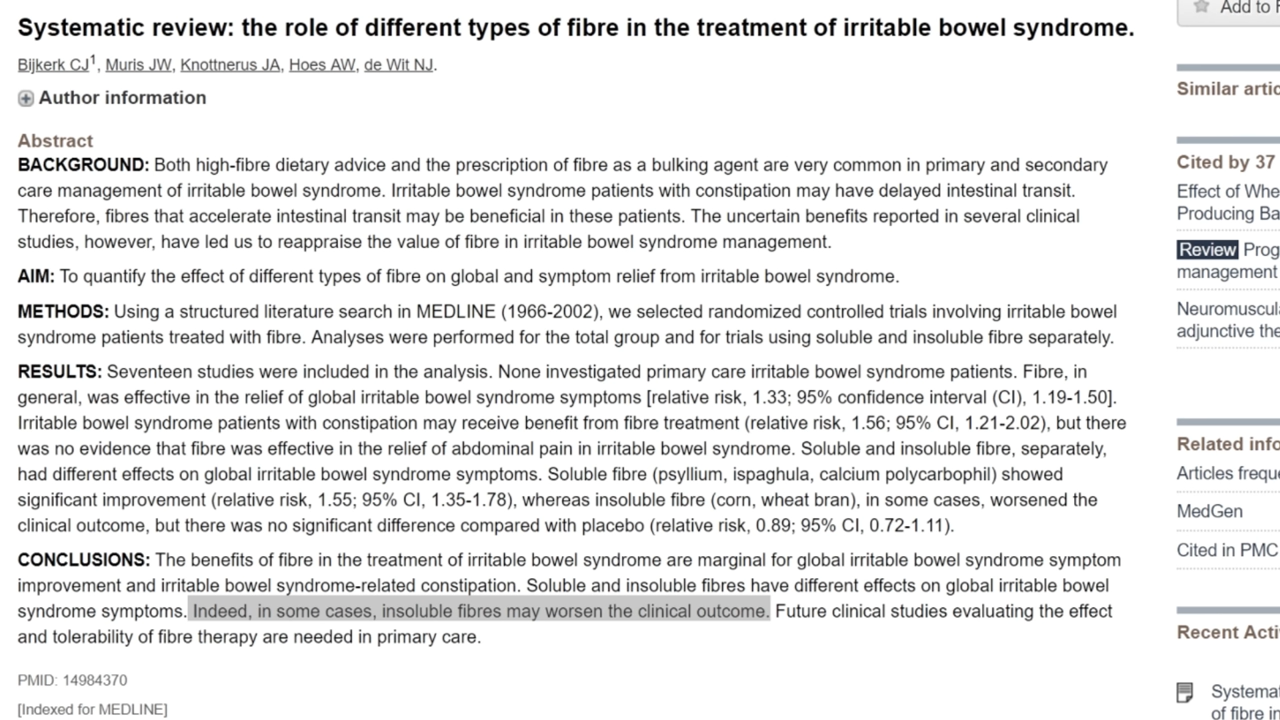 Systematic review: the role of different types of fibre in the treatment of irritable bowel syndrome.
Bijkerk CJ1, Muris JW, Knottnerus JA, Hoes AW, de Wit NJ.
Author information
Abstract
BACKGROUND: Both high-fibre dietary advice and the prescription of fibre as a bulking agent are very common in primary and secondary
care management of irritable bowel syndrome. Irritable bowel syndrome patients with constipation may have delayed intestinal transit.
Therefore, fibres that accelerate intestinal transit may be beneficial in these patients. The uncertain benefits reported in several clinical
studies, however, have led us to reappraise the value of fibre in irritable bowel syndrome management.
AIM: To quantify the effect of different types of fibre on global and symptom relief from irritable bowel syndrome.
METHODS: Using a structured literature search in MEDLINE (1966-2002), we selected randomized controlled trials involving irritable bowel
syndrome patients treated with fibre. Analyses were performed for the total group and for trials using soluble and insoluble fibre separately.
RESULTS: Seventeen studies were included in the analysis. None investigated primary care irritable bowel syndrome patients. Fibre, in
general, was effective in the relief of global irritable bowel syndrome symptoms [relative risk, 1.33; 95% confidence interval (CI), 1.19-1.50].
Irritable bowel syndrome patients with constipation may receive benefit from fibre treatment (relative risk, 1.56; 95% CI, 1.21-2.02), but there
was no evidence that fibre was effective in the relief of abdominal pain in irritable bowel syndrome. Soluble and insoluble fibre, separately,
had different effects on global irritable bowel syndrome symptoms. Soluble fibre (psyllium, ispaghula, calcium polycarbophil) showed
significant improvement (relative risk, 1.55; 95% CI, 1.35-1.78), whereas insoluble fibre (corn, wheat bran), in some cases, worsened the
clinical outcome, but there was no significant difference compared with placebo (relative risk, 0.89; 95% CI, 0.72-1.11).
CONCLUSIONS: The benefits of fibre in the treatment of irritable bowel syndrome are marginal for global irritable bowel syndrome symptom
improvement and irritable bowel syndrome-related constipation. Soluble and insoluble fibres have different effects on global irritable bowel
syndrome symptoms. Indeed, in some cases, insoluble fibres may worsen the clinical outcome. Future clinical studies evaluating the effect
and tolerability of fibre therapy are needed in primary care.
PMID: 14984370
[Indexed for MEDLINE]
Add to F
Similar artic
Cited by 37
Effect of Whe
Producing Ba
Review Prog
management
Neuromuscula
adjunctive the
Related info
Articles freque
MedGen
Cited in PMC
Recent Acti
Systemat
of fibre in